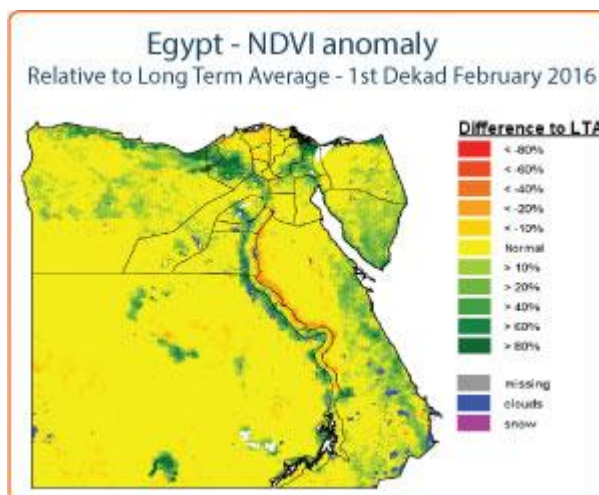 Egypt - NDVI anomaly
Relative to Long Term Average - 1st Dekad February 2016
Difference to LTA
< -80%
< -60%
< -40%
< -20%
< -10%
Normal
> 10%
> 20%
> 40%
> 60%
> 80%
missing
clouds
snow